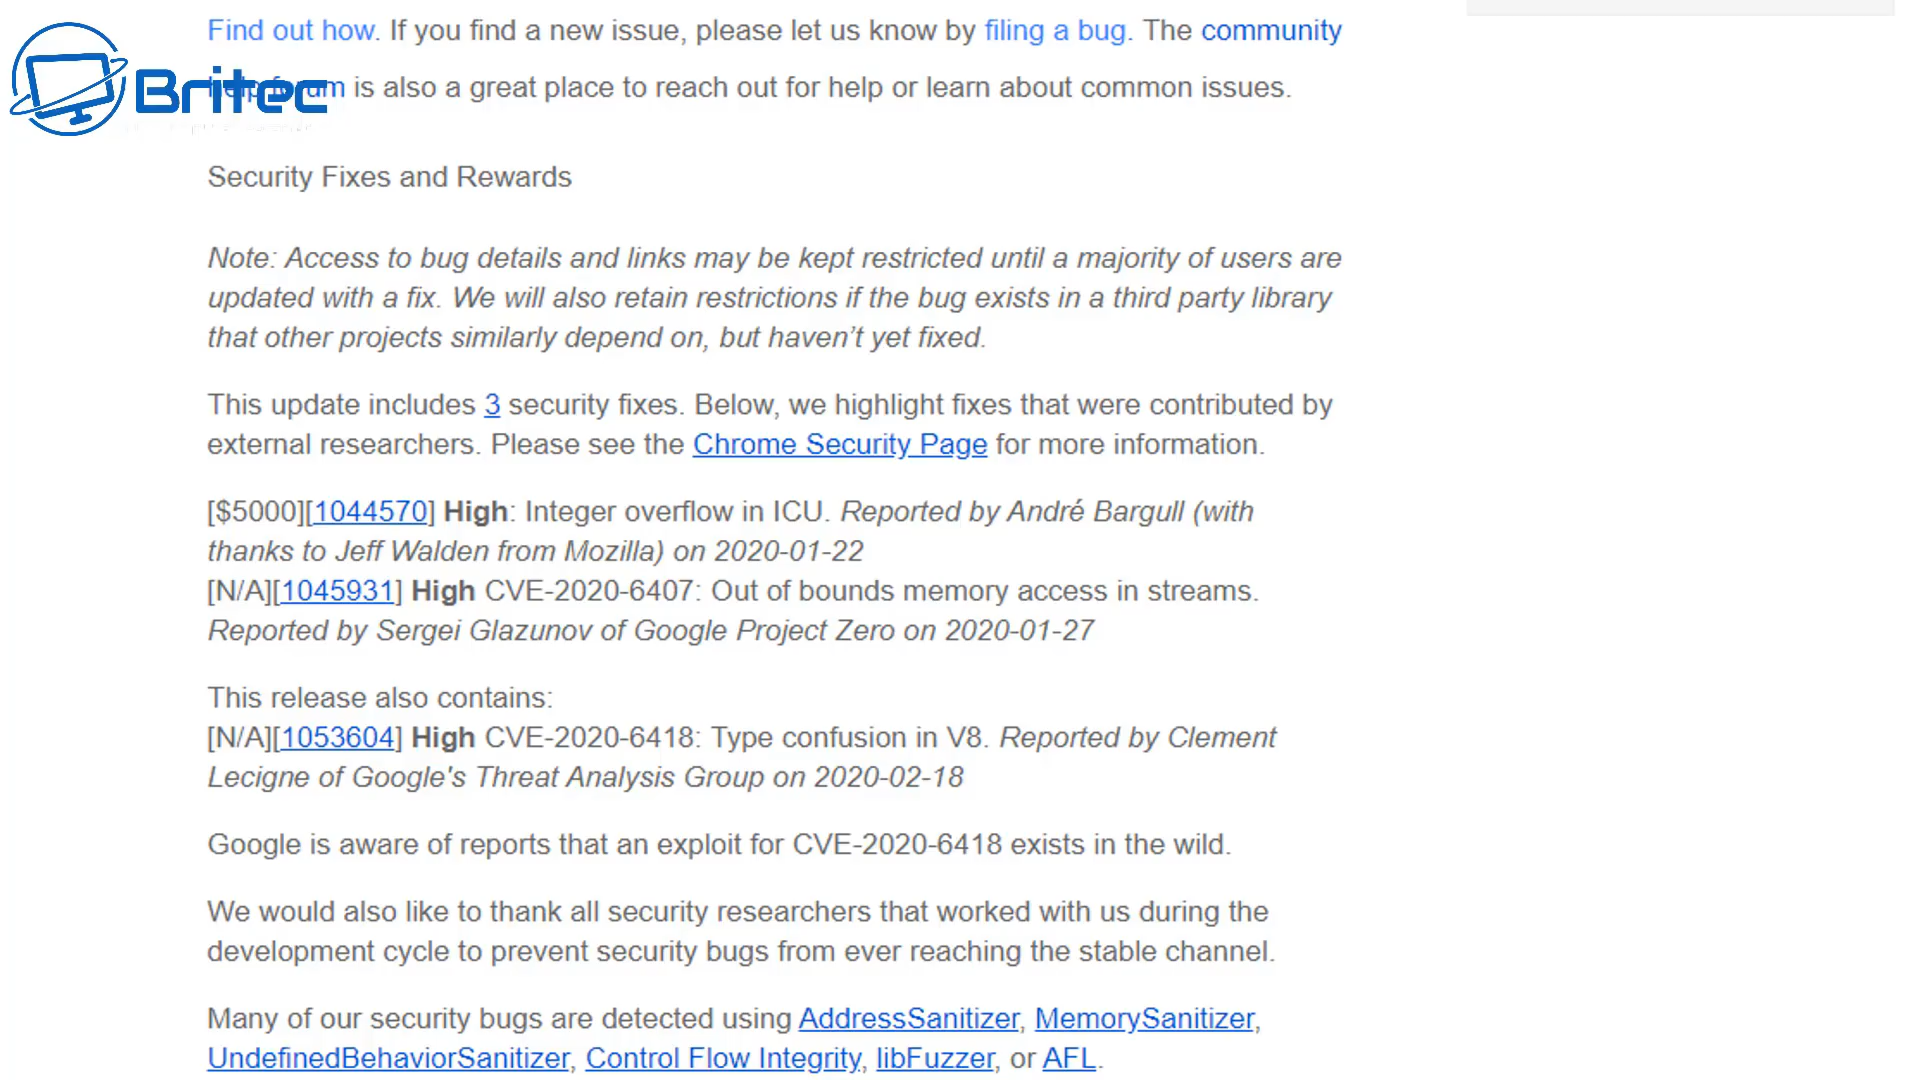 Find out how. If you find a new issue, please let us know by filing a bug. The community
Britec
help forum is also a great place to reach out for help or learn about common issues.
Security Fixes and Rewards
Note: Access to bug details and links may be kept restricted until a majority of users are
updated with a fix. We will also retain restrictions if the bug exists in a third party library
that other projects similarly depend on, but haven’t yet fixed.
This update includes 3 security fixes. Below, we highlight fixes that were contributed by
external researchers. Please see the Chrome Security Page for more information.
[$5000][1044570] High: Integer overflow in ICU. Reported by André Bargull (with
thanks to Jeff Walden from Mozilla) on 2020-01-22
[N/A][1045931] High CVE-2020-6407: Out of bounds memory access in streams.
Reported by Sergei Glazunov of Google Project Zero on 2020-01-27
This release also contains:
[N/A][1053604] High CVE-2020-6418: Type confusion in V8. Reported by Clement
Lecigne of Google's Threat Analysis Group on 2020-02-18
Google is aware of reports that an exploit for CVE-2020-6418 exists in the wild.
We would also like to thank all security researchers that worked with us during the
development cycle to prevent security bugs from ever reaching the stable channel.
Many of our security bugs are detected using AddressSanitizer, MemorySanitizer,
UndefinedBehaviorSanitizer, Control Flow Integrity, libFuzzer, or AFL.